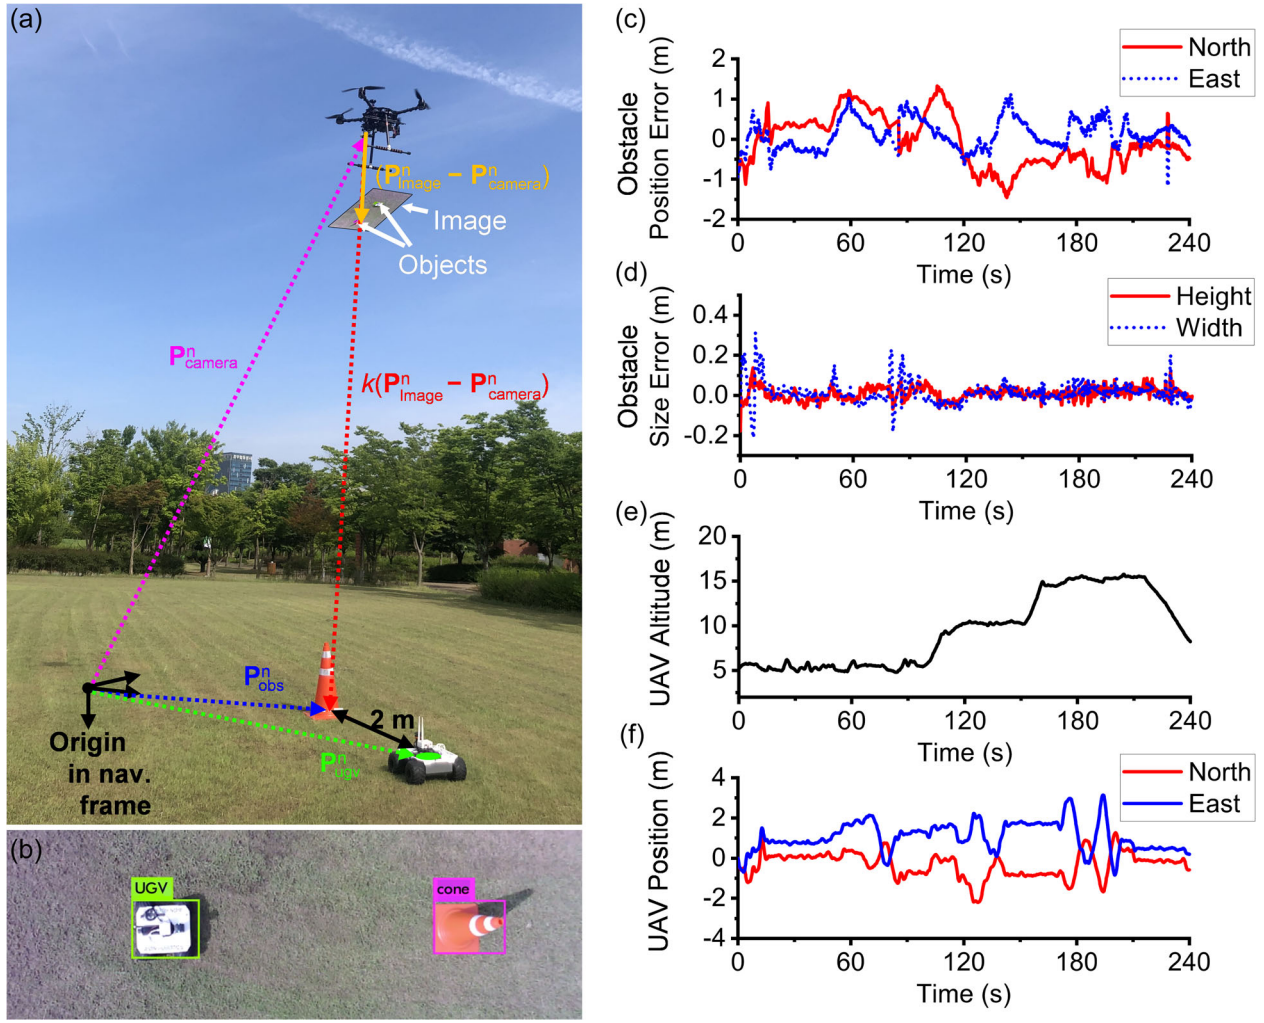 (a)
(P^n_Image − P^n_camera)
Image
Objects
P^n_camera
k(P^n_Image − P^n_camera)
P^n_obs
2 m
P^n_ugv
Origin
in nav.
frame
(b)
UGV
cone
(c)
North
East
Obstacle
Position Error (m)
2
1
0
-1
-2
0 60 120 180 240
Time (s)
(d)
Height
Width
Obstacle
Size Error (m)
0.4
0.2
0.0
-0.2
0 60 120 180 240
Time (s)
(e)
UAV Altitude (m)
20
15
10
5
0 60 120 180 240
Time (s)
(f)
North
East
UAV Position (m)
4
2
0
-2
-4
0 60 120 180 240
Time (s)